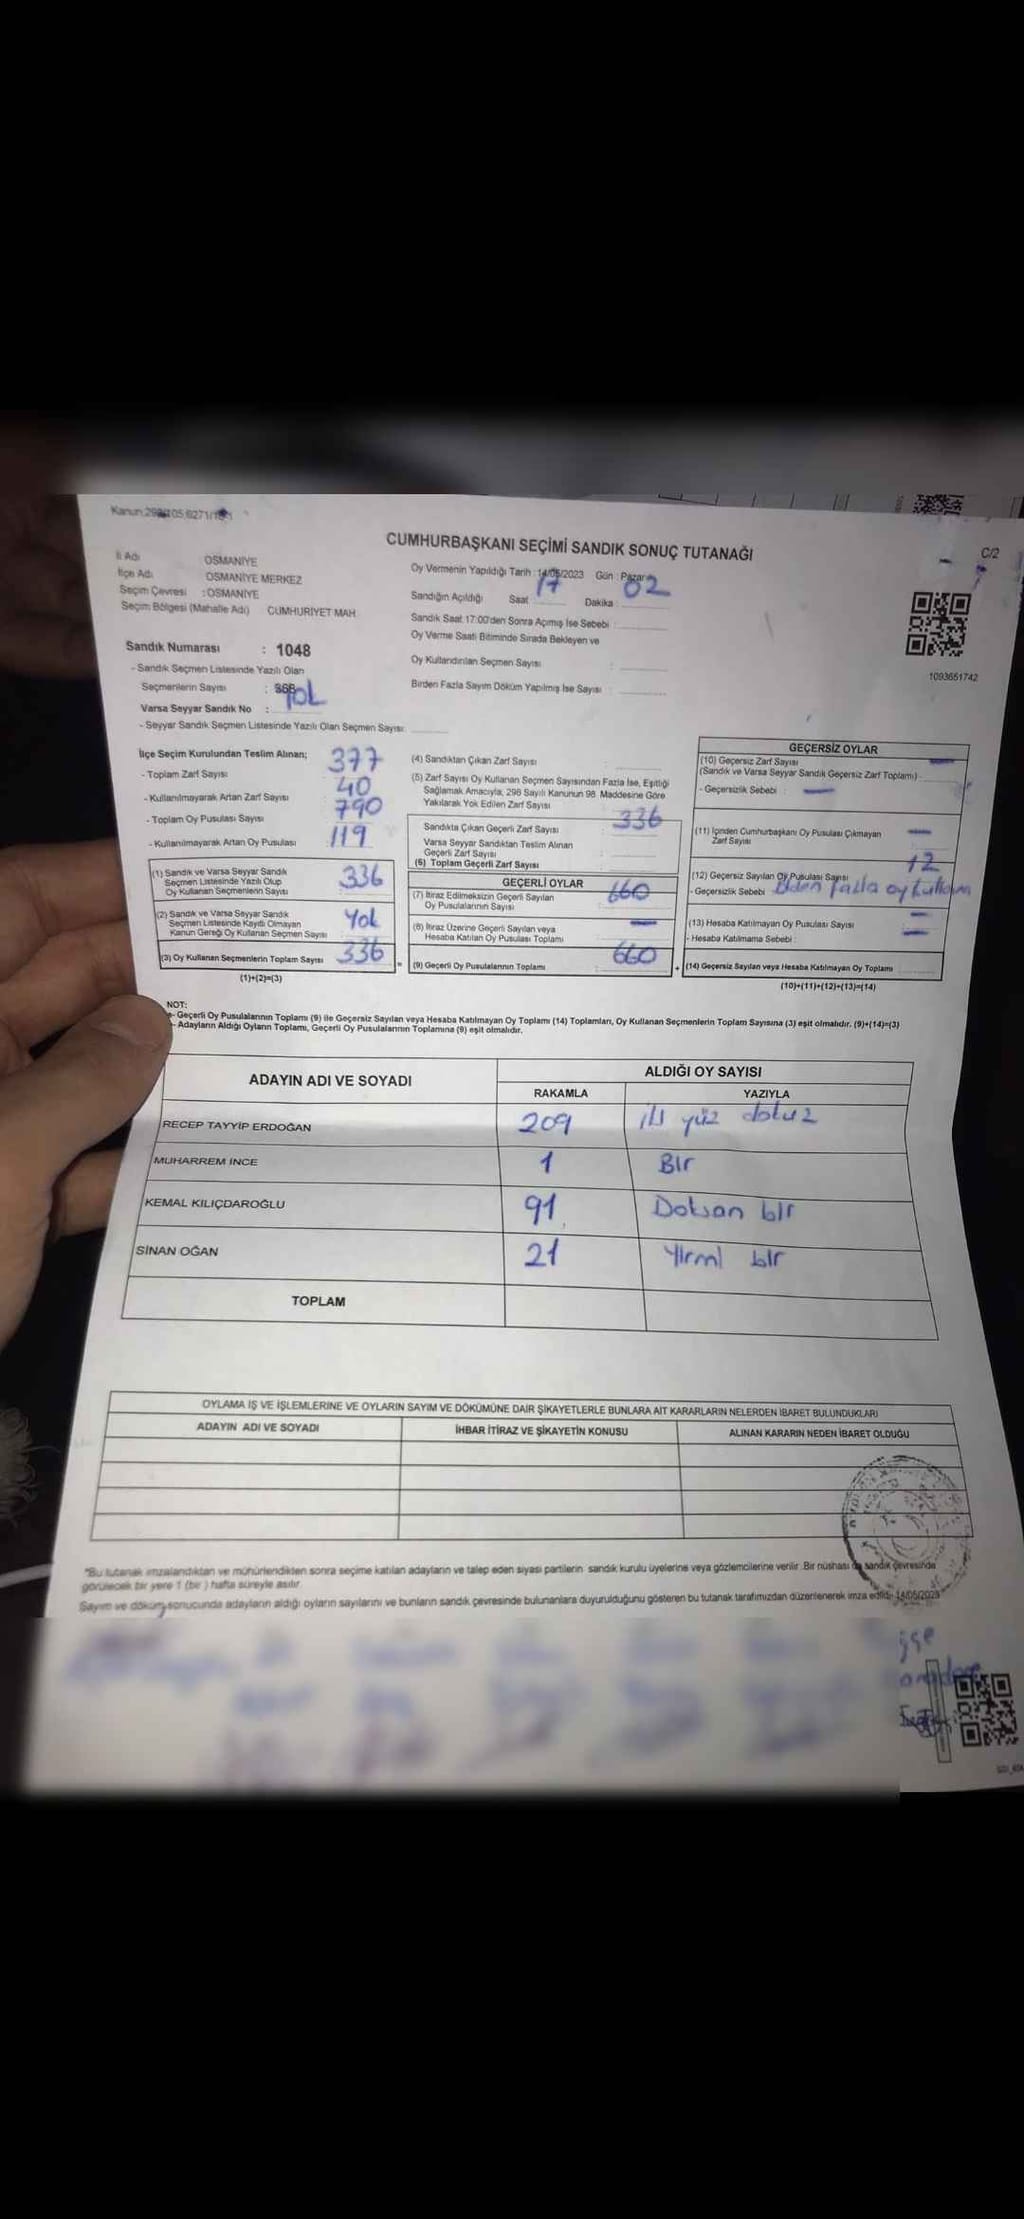 CUMHURBAŞKANI SEÇİMİ SANDIK SONUÇ TUTANAĞI
C/2
İl Adı OSMANİYE
İlçe Adı OSMANİYE MERKEZ
Seçim Çevresi : OSMANİYE
Seçim Bölgesi (Mahalle Adı) CUMHURİYET MAH.
Oy Vermenin Yapıldığı Tarih : 14/05/2023 Gün : Pazar
Sandığın Açıldığı Saat 17 Dakika : 02
Sandık Saat 17:00'den Sonra Açımış İse Sebebi :
Oy Verme Saati Bitiminde Sırada Bekleyen ve
Oy Kullandırılan Seçmen Sayısı :
Birden Fazla Sayım Döküm Yapılmış İse Sayısı :
1093651742
Sandık Numarası : 1048
- Sandık Seçmen Listesinde Yazılı Olan
Seçmenlerin Sayısı :
Varsa Seyyar Sandık No : Yok
- Seyyar Sandık Seçmen Listesinde Yazılı Olan Seçmen Sayısı:
İlçe Seçim Kurulundan Teslim Alınan;
- Toplam Zarf Sayısı 377
- Kullanılmayarak Artan Zarf Sayısı : 40
- Toplam Oy Pusulası Sayısı : 790
- Kullanılmayarak Artan Oy Pusulası : 119
(1) Sandık ve Varsa Seyyar Sandık
Seçmen Listesinde Yazılı Olup
Oy Kullanan Seçmenlerin Sayısı : 336
(2) Sandık ve Varsa Seyyar Sandık
Seçmen Listesinde Kayıtlı Olmayan
Kanun Gereği Oy Kullanan Seçmen Sayısı : Yok
(3) Oy Kullanan Seçmenlerin Toplam Sayısı 336
(1)+(2)=(3)
(4) Sandıktan Çıkan Zarf Sayısı :
(5) Zarf Sayısı Oy Kullanan Seçmen Sayısından Fazla İse, Eşitliği
Sağlamak Amacıyla, 298 Sayılı Kanunun 98. Maddesine Göre
Yakılarak Yok Edilen Zarf Sayısı
Sandıkta Çıkan Geçerli Zarf Sayısı : 336
Varsa Seyyar Sandıktan Teslim Alınan
Geçerli Zarf Sayısı
(6) Toplam Geçerli Zarf Sayısı
GEÇERLİ OYLAR
(7) İtiraz Edilmeksizin Geçerli Sayılan
Oy Pusulalarının Sayısı : 660
(8) İtiraz Üzerine Geçerli Sayılan veya
Hesaba Katılan Oy Pusulası Toplamı : —
(9) Geçerli Oy Pusulalarının Toplamı : 660
GEÇERSİZ OYLAR
(10) Geçersiz Zarf Sayısı —
(Sandık ve Varsa Seyyar Sandık Geçersiz Zarf Toplamı)
- Geçersizlik Sebebi : —
(11) İçinden Cumhurbaşkanı Oy Pusulası Çıkmayan
Zarf Sayısı —
(12) Geçersiz Sayılan Oy Pusulası Sayısı 12
- Geçersizlik Sebebi : fazla oy
(13) Hesaba Katılmayan Oy Pusulası Sayısı —
- Hesaba Katılmama Sebebi : —
(14) Geçersiz Sayılan veya Hesaba Katılmayan Oy Toplamı
(10)+(11)+(12)+(13)=(14)
NOT:
- Geçerli Oy Pusulalarının Toplamı (9) ile Geçersiz Sayılan veya Hesaba Katılmayan Oy Toplamı (14) Toplamları, Oy Kullanan Seçmenlerin Toplam Sayısına (3) eşit olmalıdır. (9)+(14)=(3)
- Adayların Aldığı Oyların Toplamı, Geçerli Oy Pusulalarının Toplamına (9) eşit olmalıdır.
ADAYIN ADI VE SOYADI ALDIĞI OY SAYISI
RAKAMLA YAZIYLA
RECEP TAYYİP ERDOĞAN 209 iki yüz dokuz
MUHARREM İNCE 1 Bir
KEMAL KILIÇDAROĞLU 91 Doksan bir
SİNAN OĞAN 21 Yirmi bir
TOPLAM
OYLAMA İŞ VE İŞLEMLERİNE VE OYLARIN SAYIM VE DÖKÜMÜNE DAİR ŞİKAYETLERLE BUNLARA AİT KARARLARIN NELERDEN İBARET BULUNDUKLARI
ADAYIN ADI VE SOYADI İHBAR İTİRAZ VE ŞİKAYETİN KONUSU ALINAN KARARIN NEDEN İBARET OLDUĞU
*Bu tutanak imzalandıktan ve mühürlendikten sonra seçime katılan adayların ve talep eden siyasi partilerin sandık kurulu üyelerine veya gözlemcilerine verilir. Bir nüshası da sandık çevresinde
görülecek bir yere 1 (bir) hafta süreyle asılır.
Sayım ve döküm sonucunda adayların aldığı oyların sayılarını ve bunların sandık çevresinde bulunanlara duyurulduğunu gösteren bu tutanak tarafımızdan düzenlenerek imza edildi. 14/05/2023